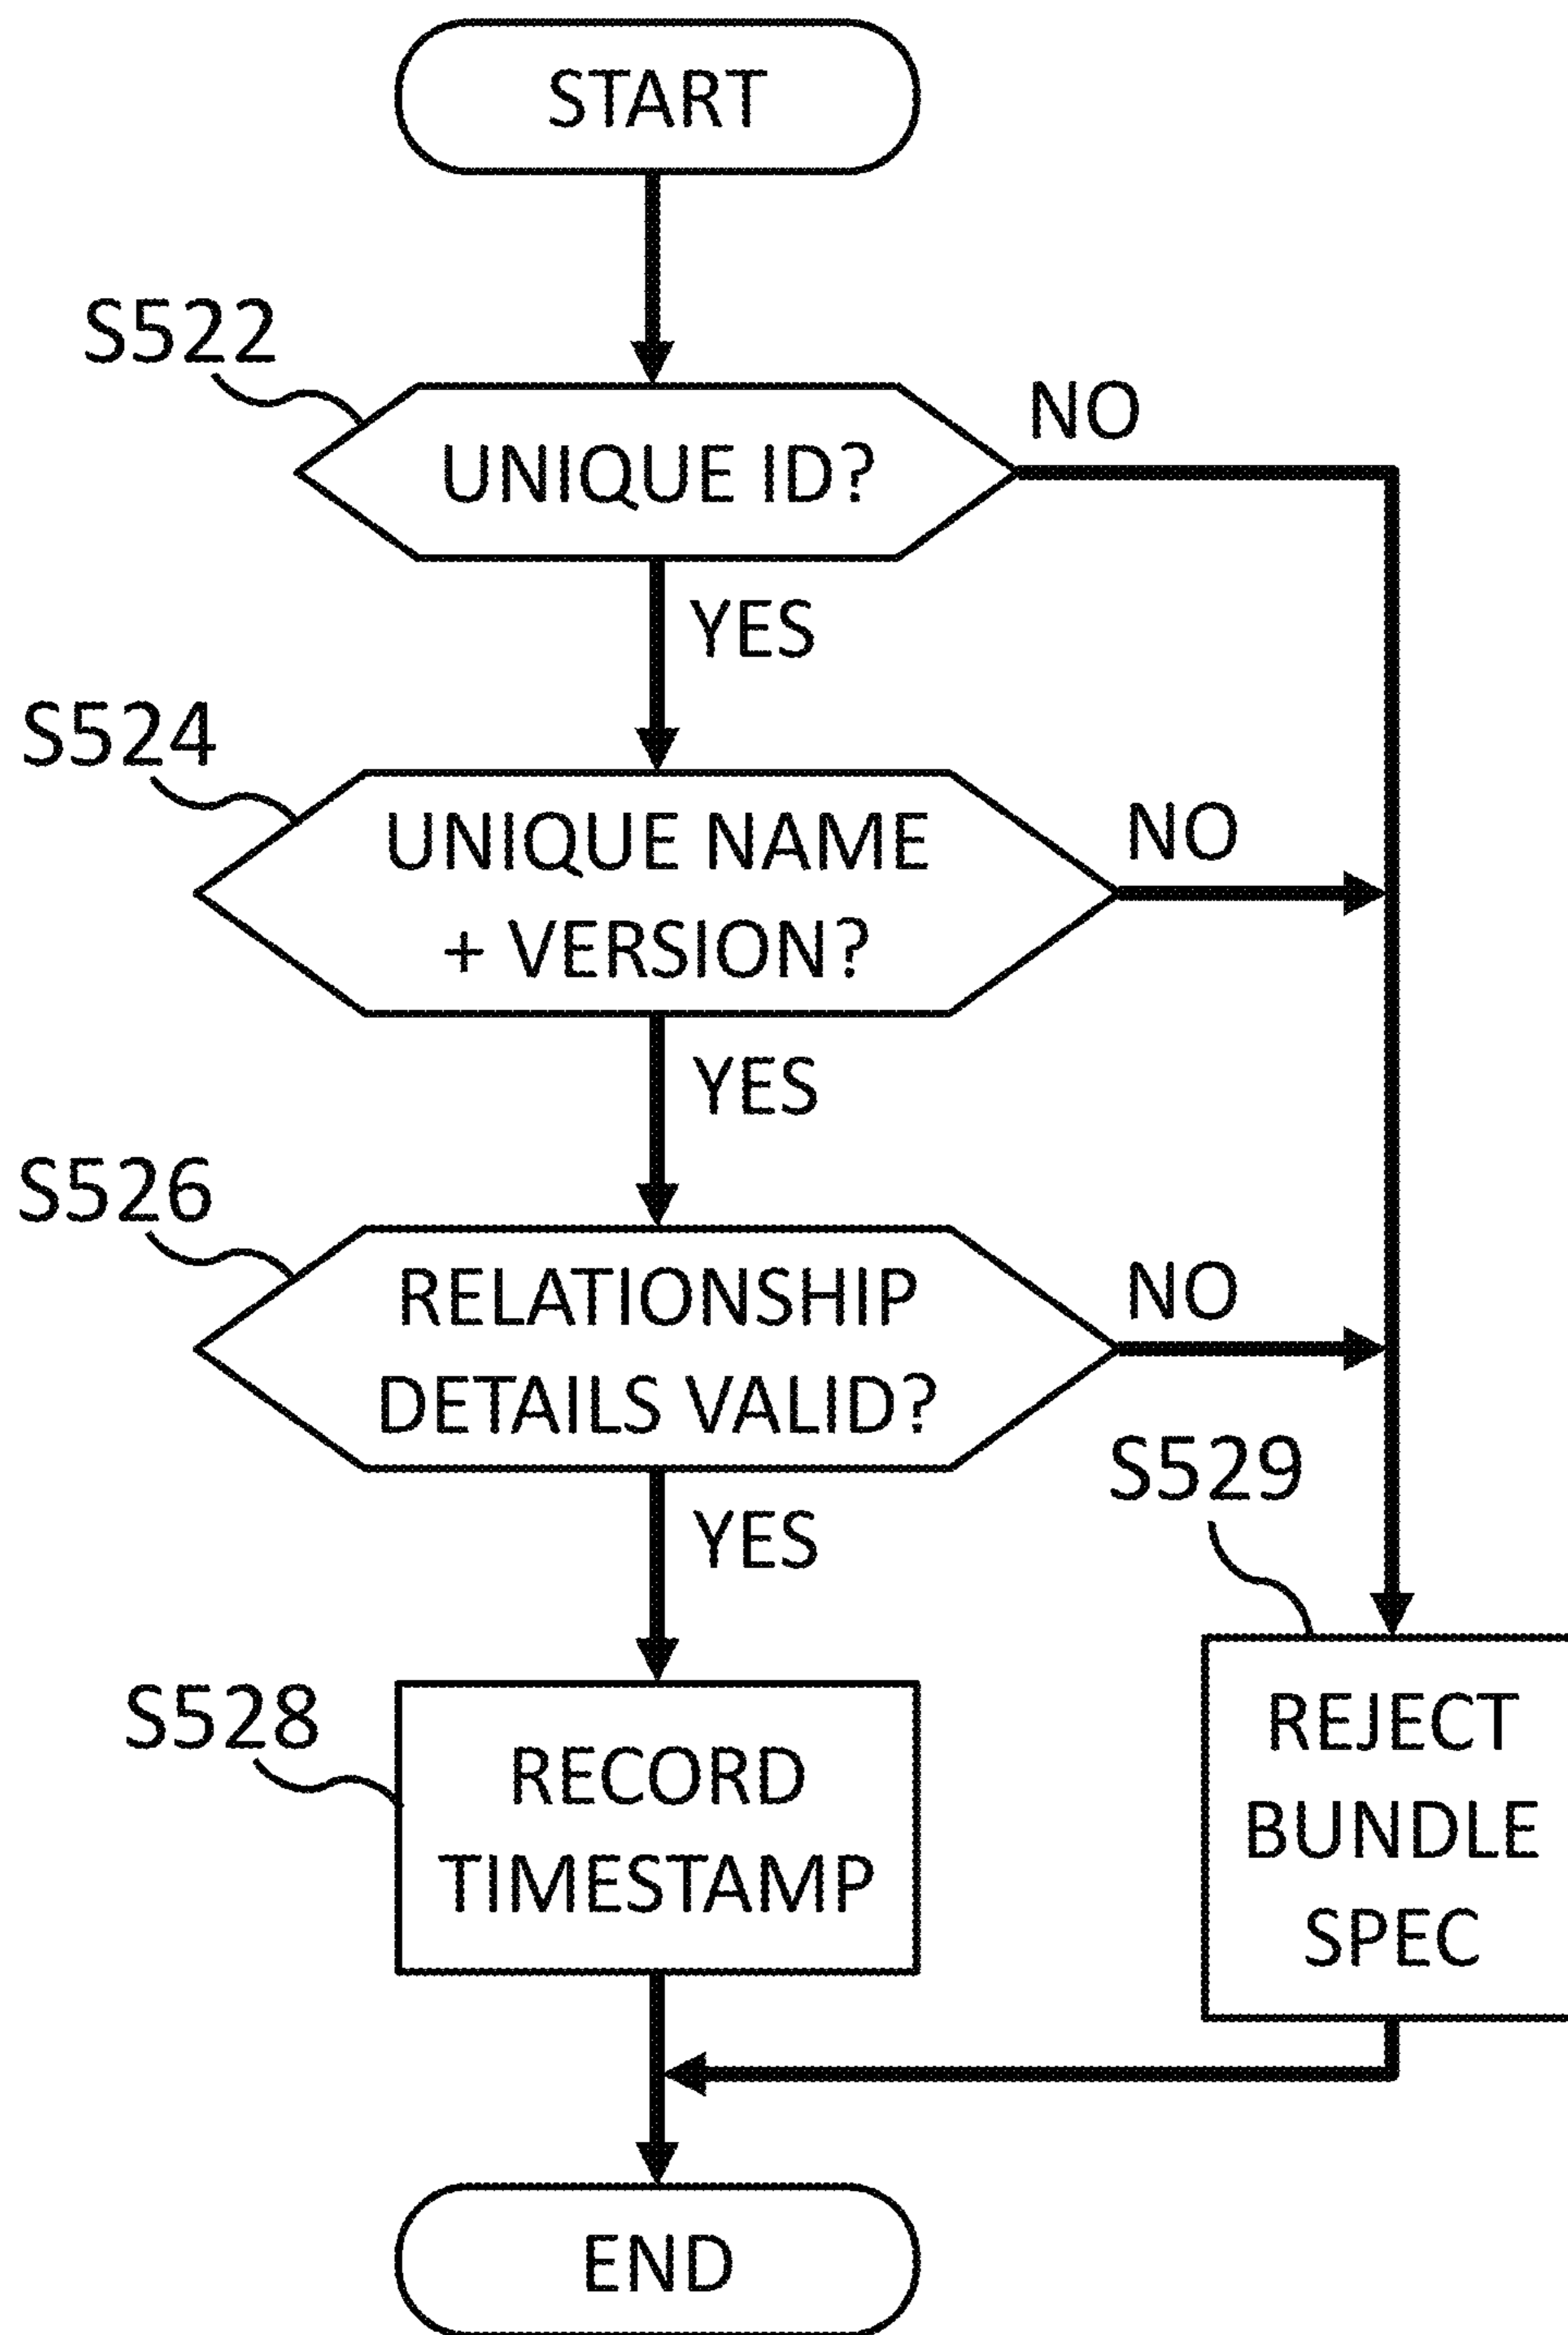 START
S522
UNIQUE ID?
NO
YES
S524
UNIQUE NAME
+ VERSION?
NO
YES
S526
RELATIONSHIP
DETAILS VALID?
NO
YES
S529
S528
RECORD
TIMESTAMP
REJECT
BUNDLE
SPEC
END